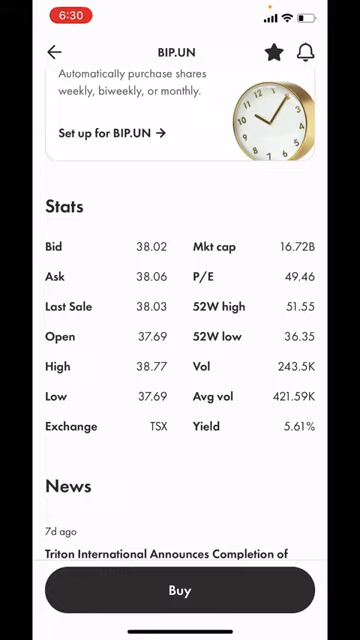 6:30
BIP.UN
Automatically purchase shares
weekly, biweekly, or monthly.
Set up for BIP.UN →
Stats
Bid 38.02 Mkt cap 16.72B
Ask 38.06 P/E 49.46
Last Sale 38.03 52W high 51.55
Open 37.69 52W low 36.35
High 38.77 Vol 243.5K
Low 37.69 Avg vol 421.59K
Exchange TSX Yield 5.61%
News
7d ago
Triton International Announces Completion of
Buy